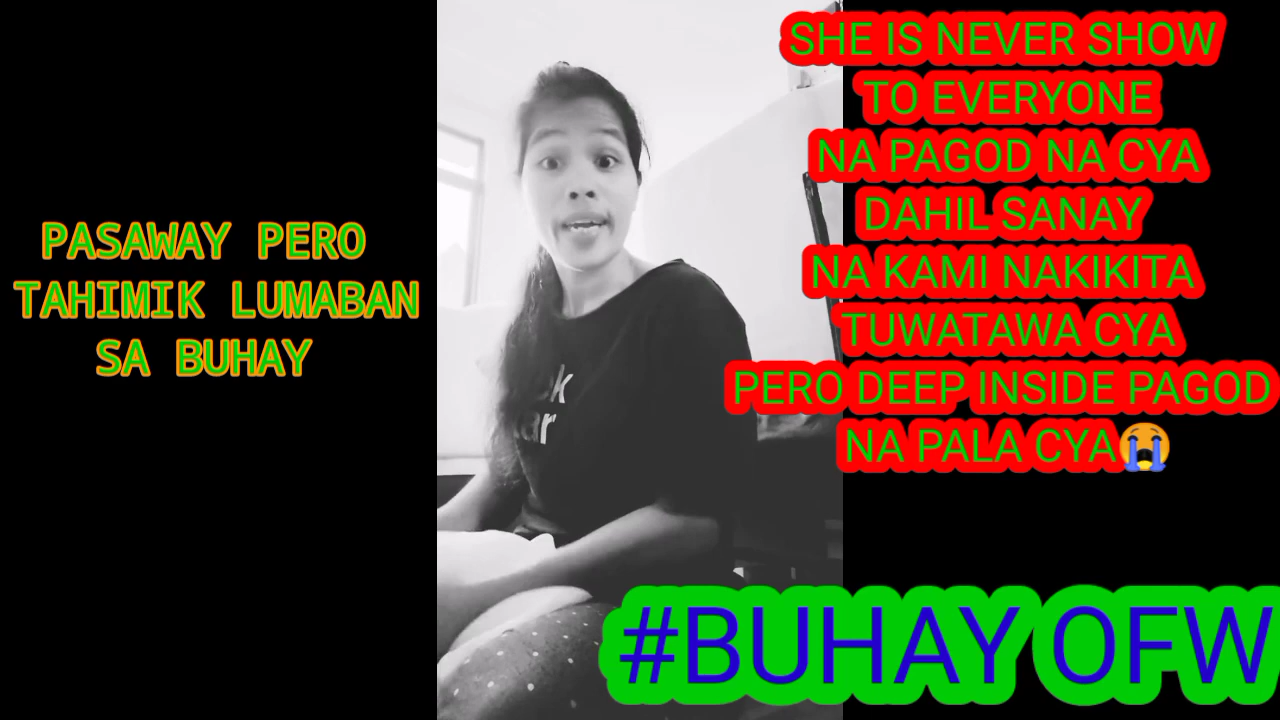 PASAWAY PERO
TAHIMIK LUMABAN
SA BUHAY
SHE IS NEVER SHOW
TO EVERYONE
NA PAGOD NA CYA
DAHIL SANAY
NA KAMI NAKIKITA
TUWATAWA CYA
PERO DEEP INSIDE PAGOD
NA PALA CYA😭
#BUHAY OFW